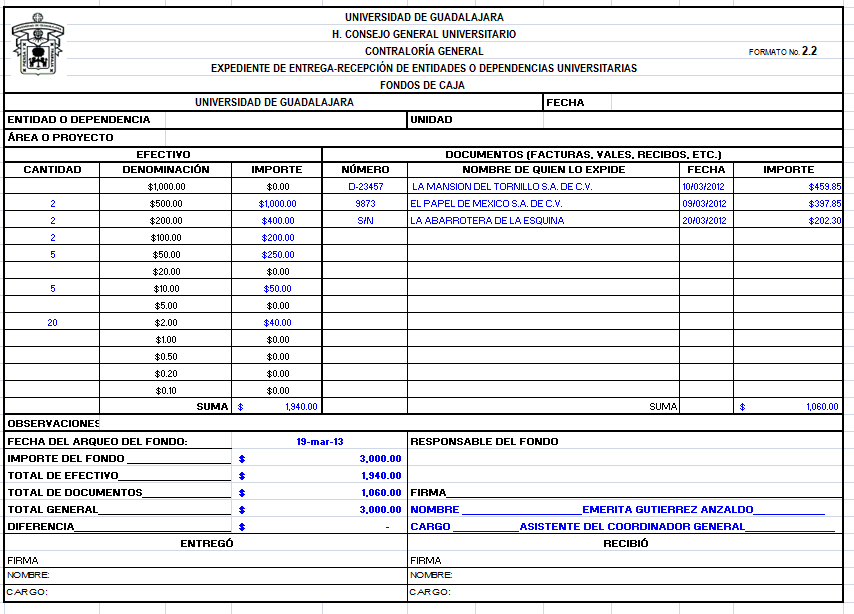 UNIVERSIDAD DE GUADALAJARA
H. CONSEJO GENERAL UNIVERSITARIO
CONTRALORÍA GENERAL
FORMATO No. 2.2
EXPEDIENTE DE ENTREGA-RECEPCIÓN DE ENTIDADES O DEPENDENCIAS UNIVERSITARIAS
FONDOS DE CAJA
UNIVERSIDAD DE GUADALAJARA FECHA
ENTIDAD O DEPENDENCIA UNIDAD
ÁREA O PROYECTO
EFECTIVO DOCUMENTOS (FACTURAS, VALES, RECIBOS, ETC.)
CANTIDAD DENOMINACIÓN IMPORTE NÚMERO NOMBRE DE QUIEN LO EXPIDE FECHA IMPORTE
$1,000.00 $0.00 D-23457 LA MANSION DEL TORNILLO S.A. DE C.V. 10/03/2012 $459.85
2 $500.00 $1,000.00 9873 EL PAPEL DE MEXICO S.A. DE C.V. 09/03/2012 $397.85
2 $200.00 $400.00 S/N LA ABARROTERA DE LA ESQUINA 20/03/2012 $202.30
2 $100.00 $200.00
5 $50.00 $250.00
$20.00 $0.00
5 $10.00 $50.00
$5.00 $0.00
20 $2.00 $40.00
$1.00 $0.00
$0.50 $0.00
$0.20 $0.00
$0.10 $0.00
SUMA $ 1,940.00 SUMA $ 1,060.00
OBSERVACIONES
FECHA DEL ARQUEO DEL FONDO: 19-mar-13 RESPONSABLE DEL FONDO
IMPORTE DEL FONDO $ 3,000.00
TOTAL DE EFECTIVO $ 1,940.00
TOTAL DE DOCUMENTOS $ 1,060.00 FIRMA
TOTAL GENERAL $ 3,000.00 NOMBRE EMERITA GUTIERREZ ANZALDO
DIFERENCIA $ - CARGO ASISTENTE DEL COORDINADOR GENERAL
ENTREGÓ RECIBIÓ
FIRMA FIRMA
NOMBRE: NOMBRE:
CARGO: CARGO: